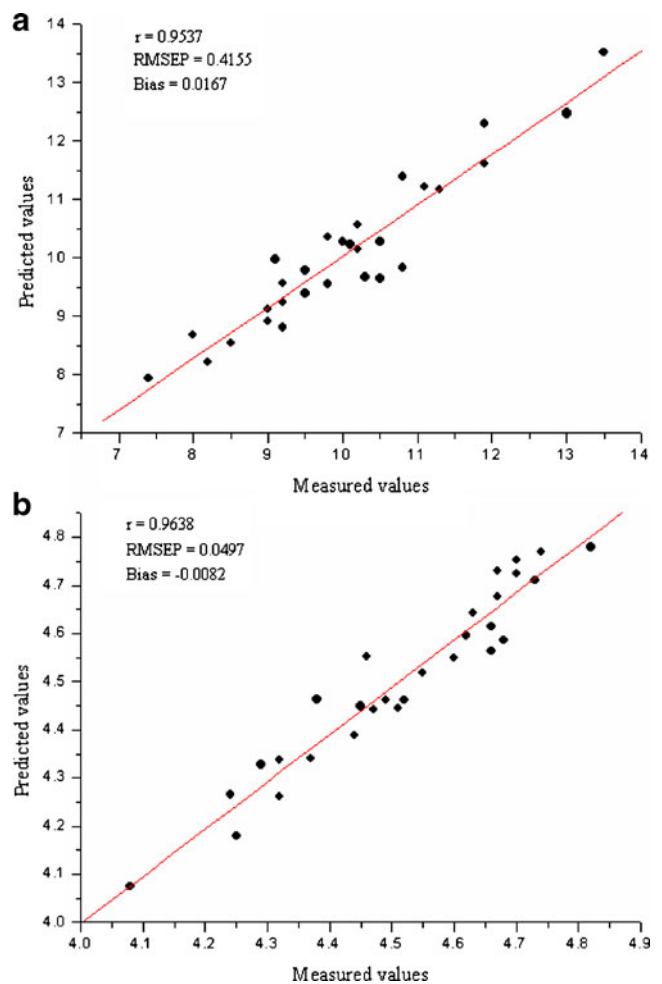 a
r = 0.9537
RMSEP = 0.4155
Bias = 0.0167
14
13
12
11
10
9
8
7
Predicted values
7 8 9 10 11 12 13 14
Measured values
b
r = 0.9638
RMSEP = 0.0497
Bias = -0.0082
4.8
4.7
4.6
4.5
4.4
4.3
4.2
4.1
4.0
Predicted values
4.0 4.1 4.2 4.3 4.4 4.5 4.6 4.7 4.8 4.9
Measured values